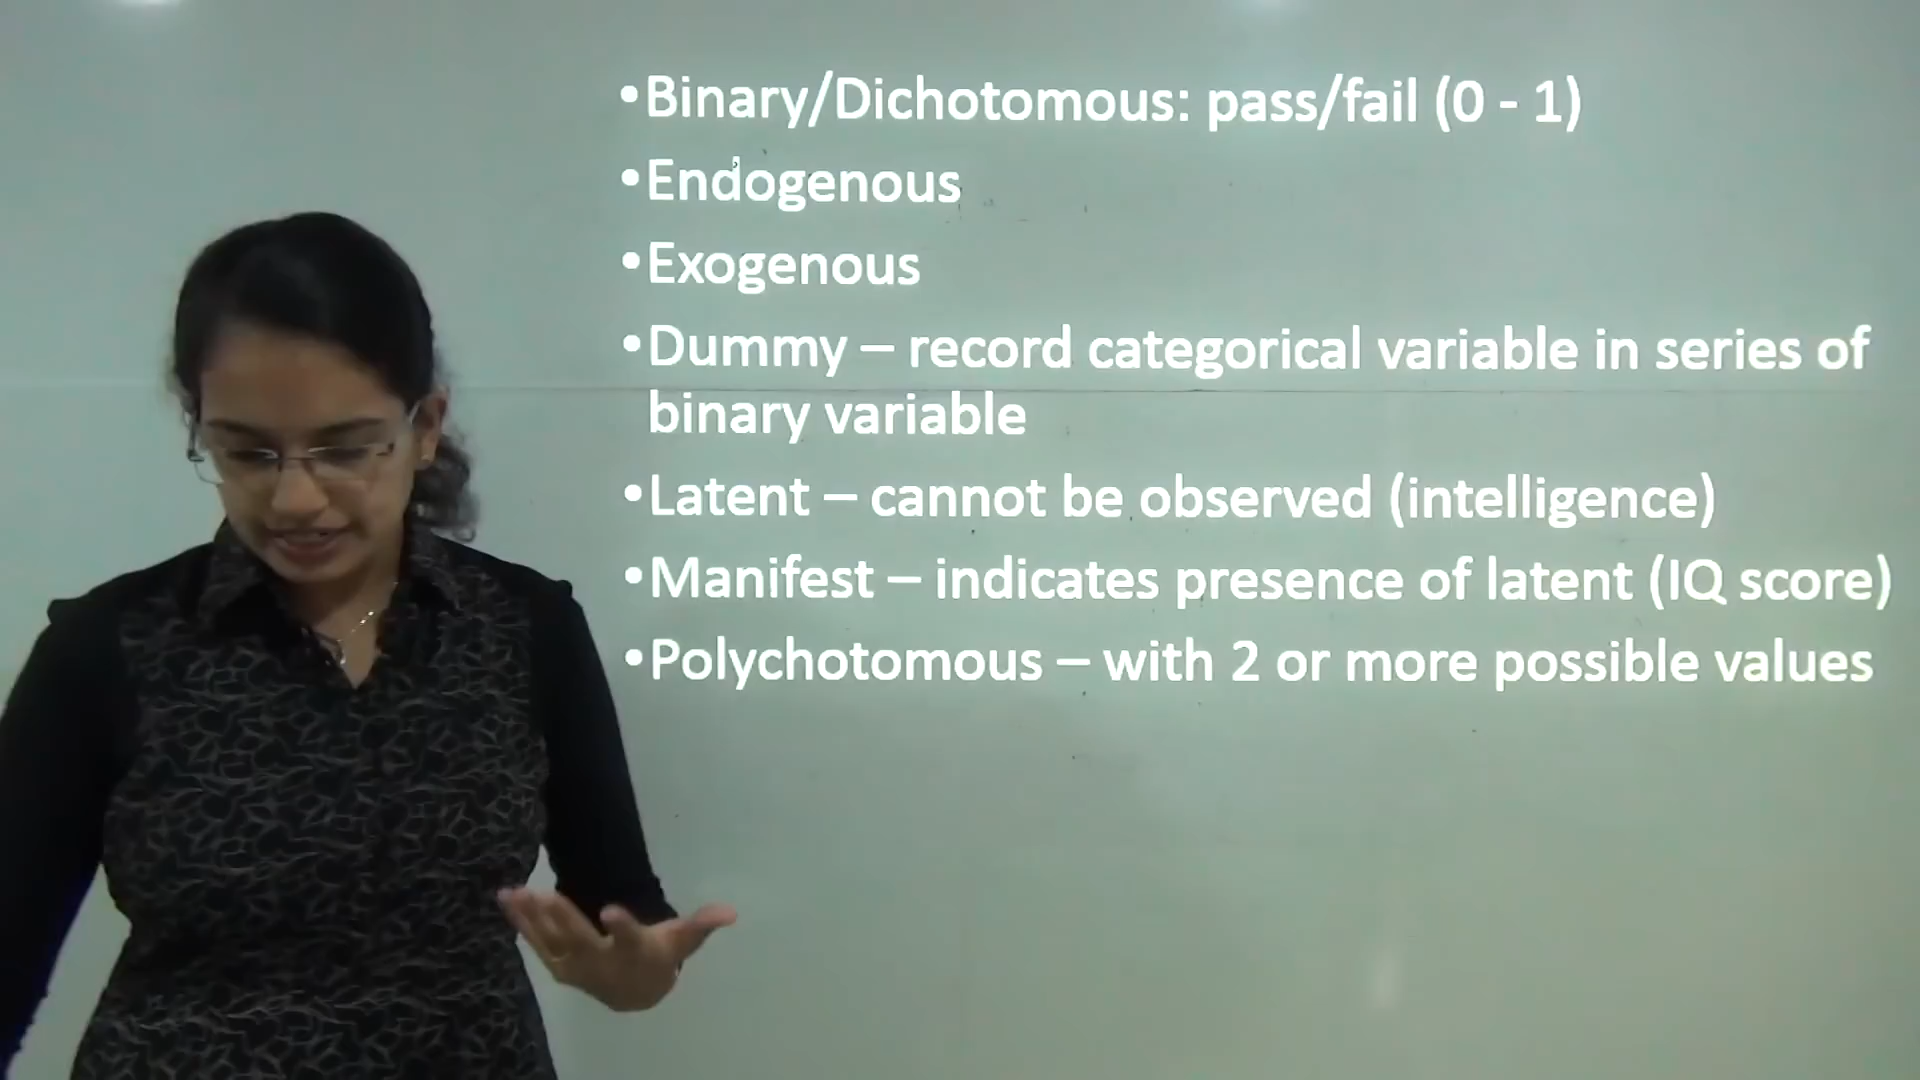 •Binary/Dichotomous: pass/fail (0 - 1)
•Endogenous
•Exogenous
•Dummy – record categorical variable in series of
binary variable
•Latent – cannot be observed (intelligence)
•Manifest – indicates presence of latent (IQ score)
•Polychotomous – with 2 or more possible values